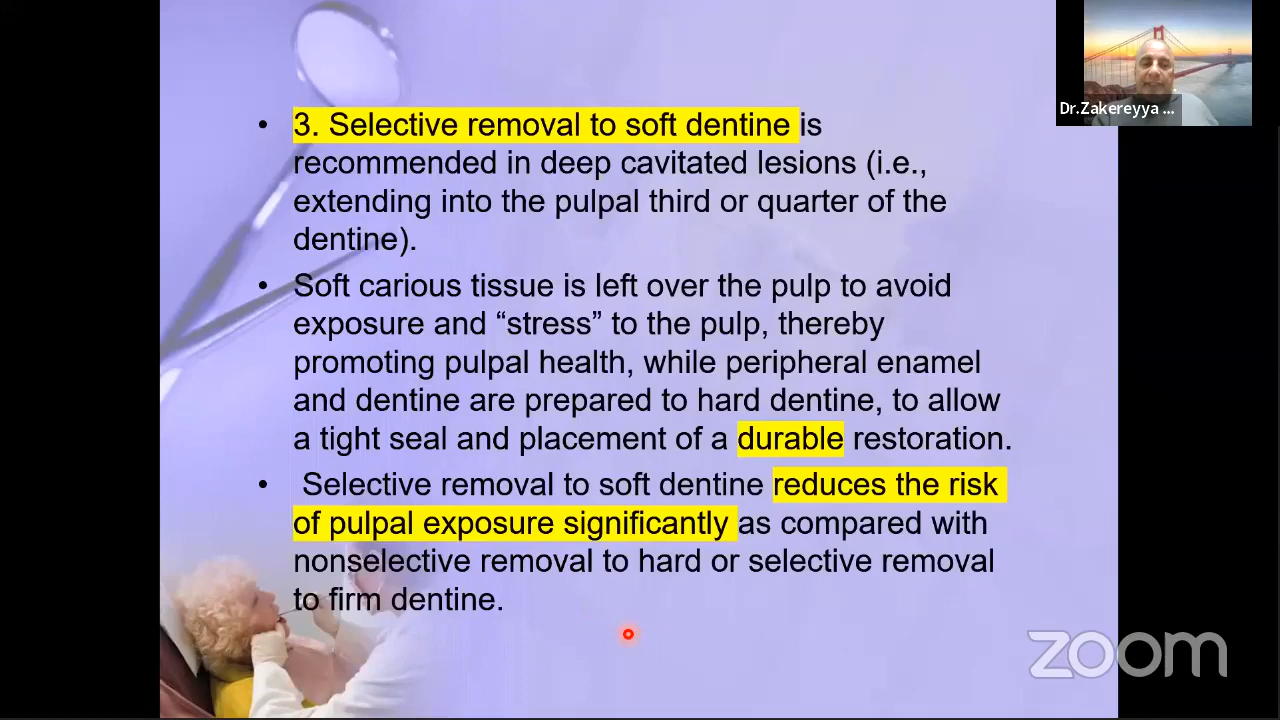 Dr.Zakereyya ...
• 3. Selective removal to soft dentine is
recommended in deep cavitated lesions (i.e.,
extending into the pulpal third or quarter of the
dentine).
• Soft carious tissue is left over the pulp to avoid
exposure and “stress” to the pulp, thereby
promoting pulpal health, while peripheral enamel
and dentine are prepared to hard dentine, to allow
a tight seal and placement of a durable restoration.
• Selective removal to soft dentine reduces the risk
of pulpal exposure significantly as compared with
nonselective removal to hard or selective removal
to firm dentine.
zoom